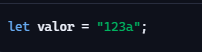 let valor = "123a";